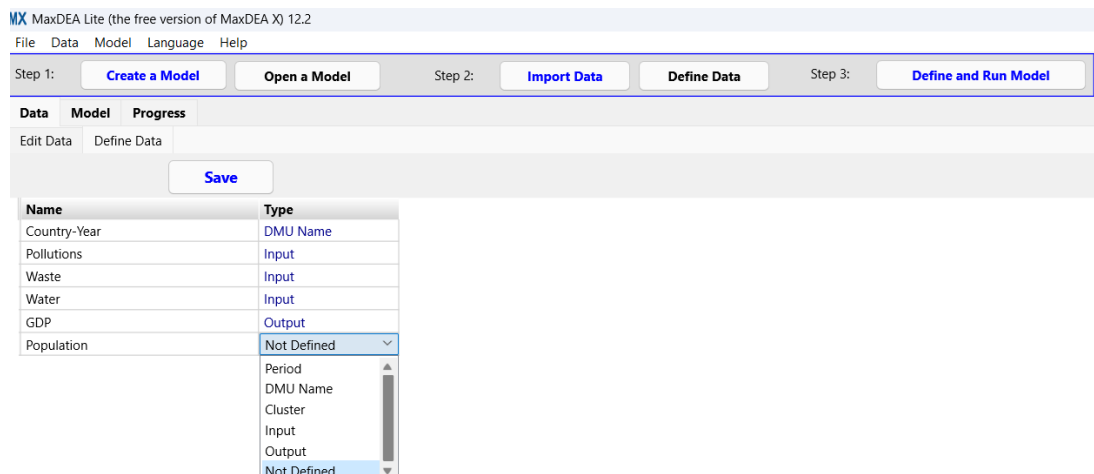 MX MaxDEA Lite (the free version of MaxDEA X) 12.2
File Data Model Language Help
Step 1: Create a Model Open a Model Step 2: Import Data Define Data Step 3: Define and Run Model
Data Model Progress
Edit Data Define Data
Save
Name Type
Country-Year DMU Name
Pollutions Input
Waste Input
Water Input
GDP Output
Population Not Defined
Period
DMU Name
Cluster
Input
Output
Not Defined